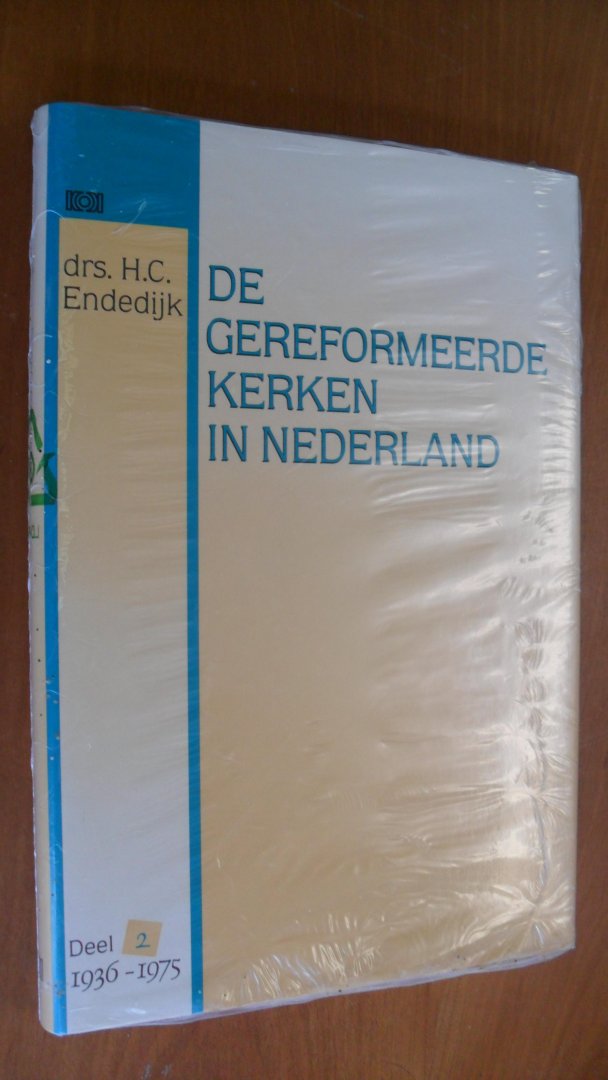 drs. H.C.
Endedijk
DE
GEREFORMEERDE
KERKEN
IN NEDERLAND
Deel 2
1936-1975